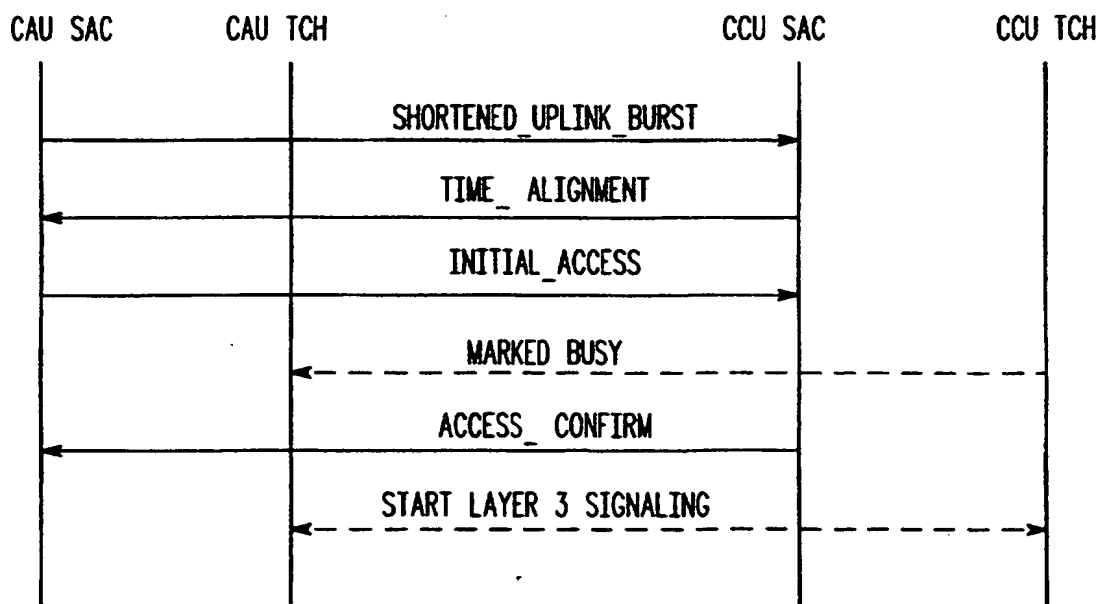 CAU SAC CAU TCH CCU SAC CCU TCH
SHORTENED_UPLINK_BURST
TIME_ ALIGNMENT
INITIAL_ACCESS
MARKED BUSY
ACCESS_ CONFIRM
START LAYER 3 SIGNALING